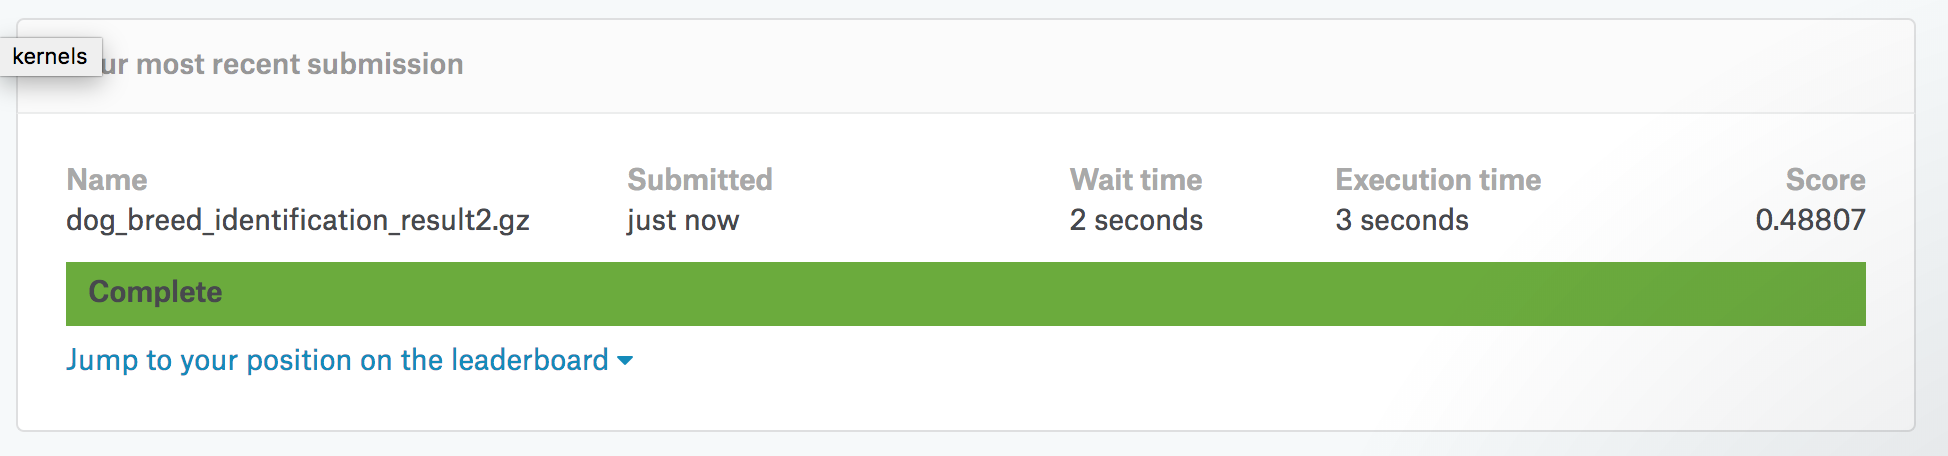 kernels
ur most recent submission
Name Submitted Wait time Execution time Score
dog_breed_identification_result2.gz just now 2 seconds 3 seconds 0.48807
Complete
Jump to your position on the leaderboard